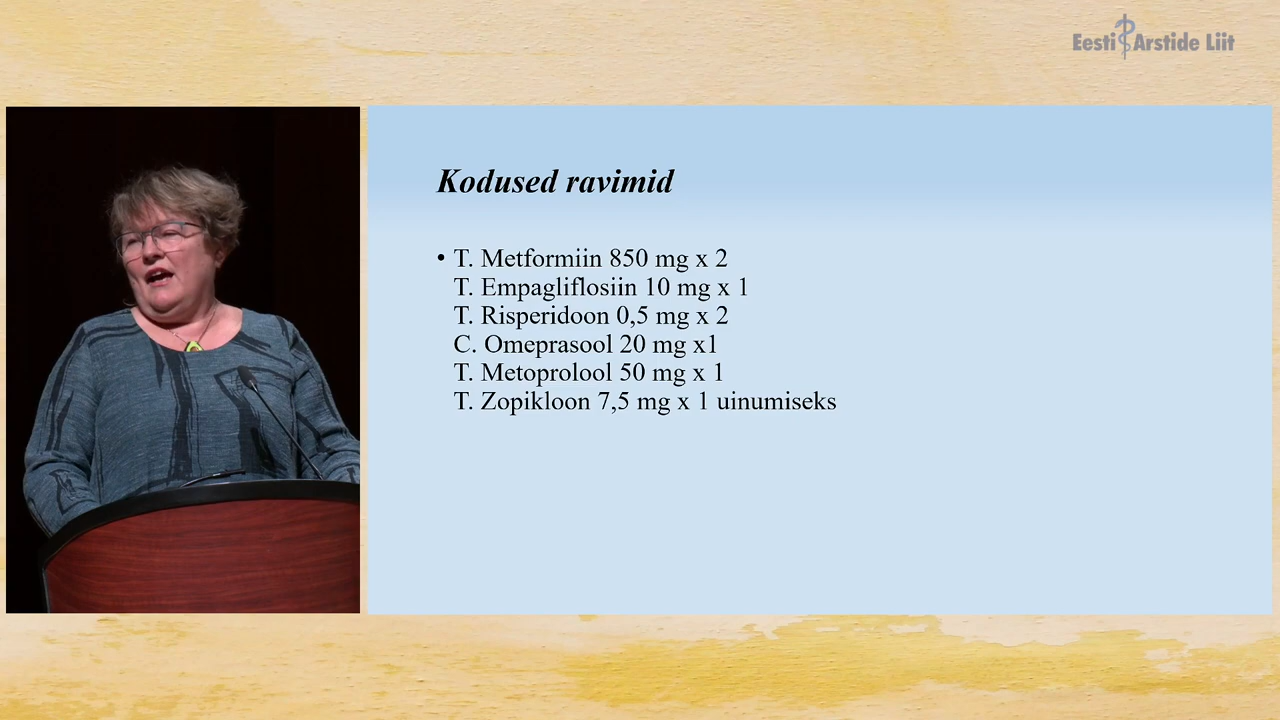 Eesti Arstide Liit
Kodused ravimid
• T. Metformiin 850 mg x 2
T. Empagliflosiin 10 mg x 1
T. Risperidoon 0,5 mg x 2
C. Omeprasool 20 mg x1
T. Metoprolool 50 mg x 1
T. Zopikloon 7,5 mg x 1 uinumiseks